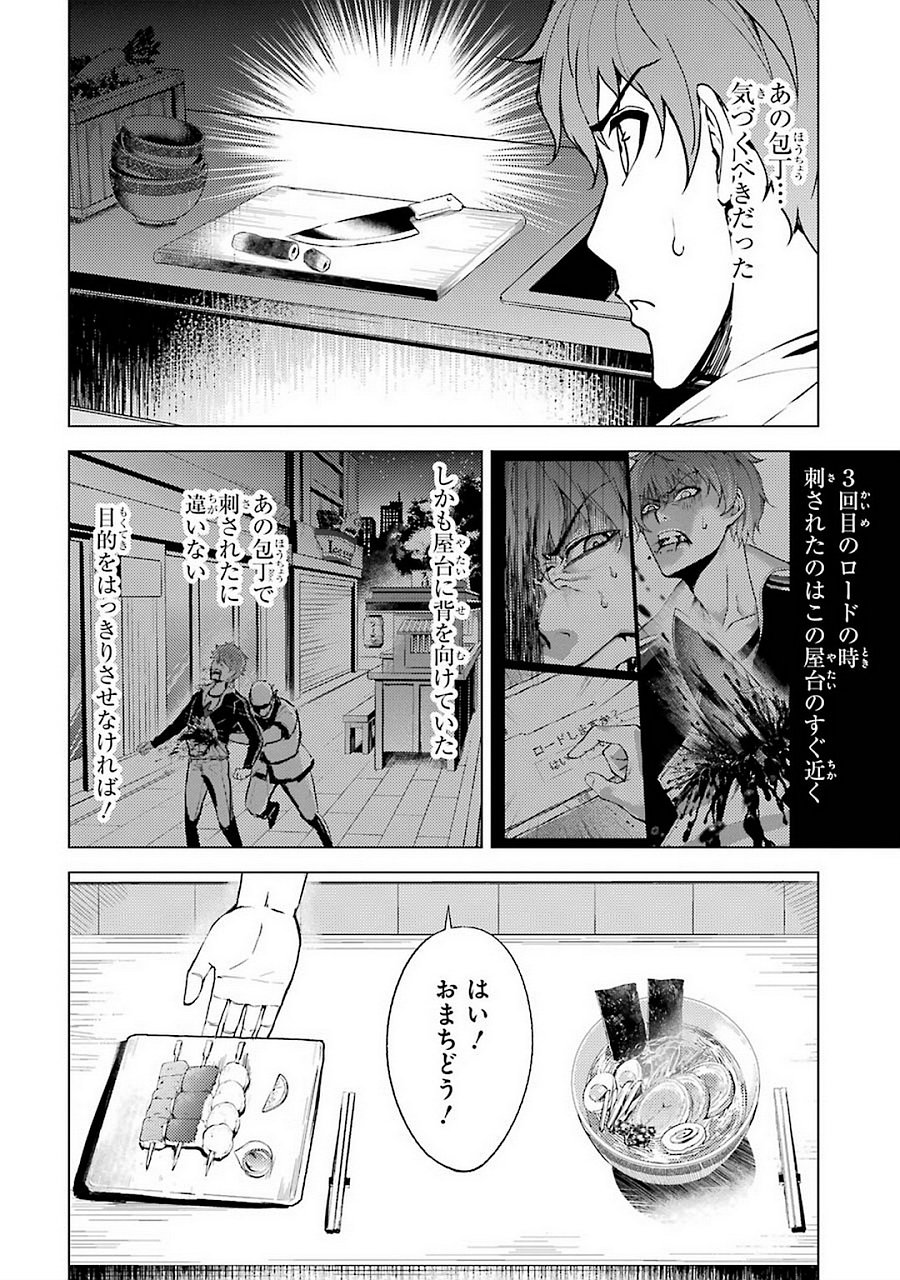 あの包丁…
気づくべきだった
3回目のロードの時
刺されたのはこの屋台のすぐ近く
ロードしますか?
はい
しかも屋台に背を向けていた
あの包丁で
刺されたに
違いない
目的をはっきりさせなければ!
はい!
おまちどう!